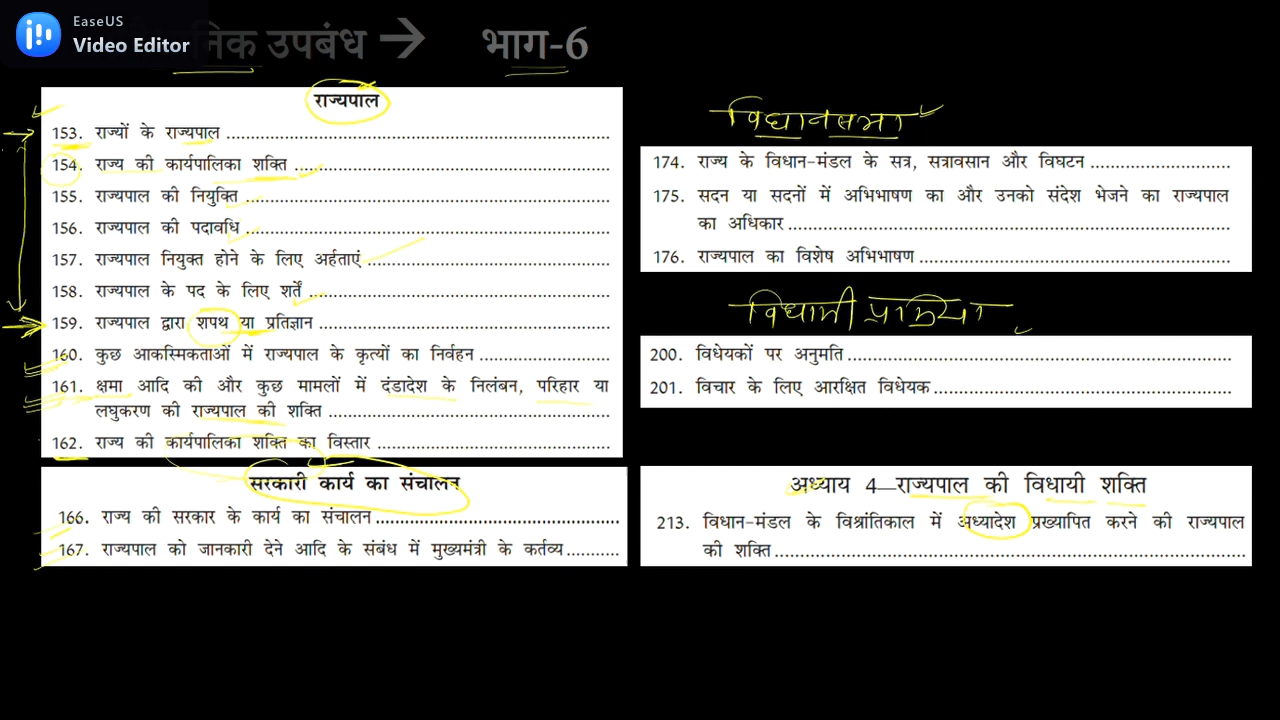 EaseUS
Video Editor
उपबंध → भाग-6
राज्यपाल
153. राज्यों के राज्यपाल
154. राज्य की कार्यपालिका शक्ति
155. राज्यपाल की नियुक्ति
156. राज्यपाल की पदावधि
157. राज्यपाल नियुक्त होने के लिए अर्हताएं
158. राज्यपाल के पद के लिए शर्तें
159. राज्यपाल द्वारा शपथ या प्रतिज्ञान
160. कुछ आकस्मिकताओं में राज्यपाल के कृत्यों का निर्वहन
161. क्षमा आदि की और कुछ मामलों में दंडादेश के निलंबन, परिहार या
लघुकरण की राज्यपाल की शक्ति
162. राज्य की कार्यपालिका शक्ति का विस्तार
सरकारी कार्य का संचालन
166. राज्य की सरकार के कार्य का संचालन
167. राज्यपाल को जानकारी देने आदि के संबंध में मुख्यमंत्री के कर्तव्य
विधानसभा
174. राज्य के विधान-मंडल के सत्र, सत्रावसान और विघटन
175. सदन या सदनों में अभिभाषण का और उनको संदेश भेजने का राज्यपाल
का अधिकार
176. राज्यपाल का विशेष अभिभाषण
विधायी
200. विधेयकों पर अनुमति
201. विचार के लिए आरक्षित विधेयक
अध्याय 4—राज्यपाल की विधायी शक्ति
213. विधान-मंडल के विश्रांतिकाल में अध्यादेश प्रख्यापित करने की राज्यपाल
की शक्ति